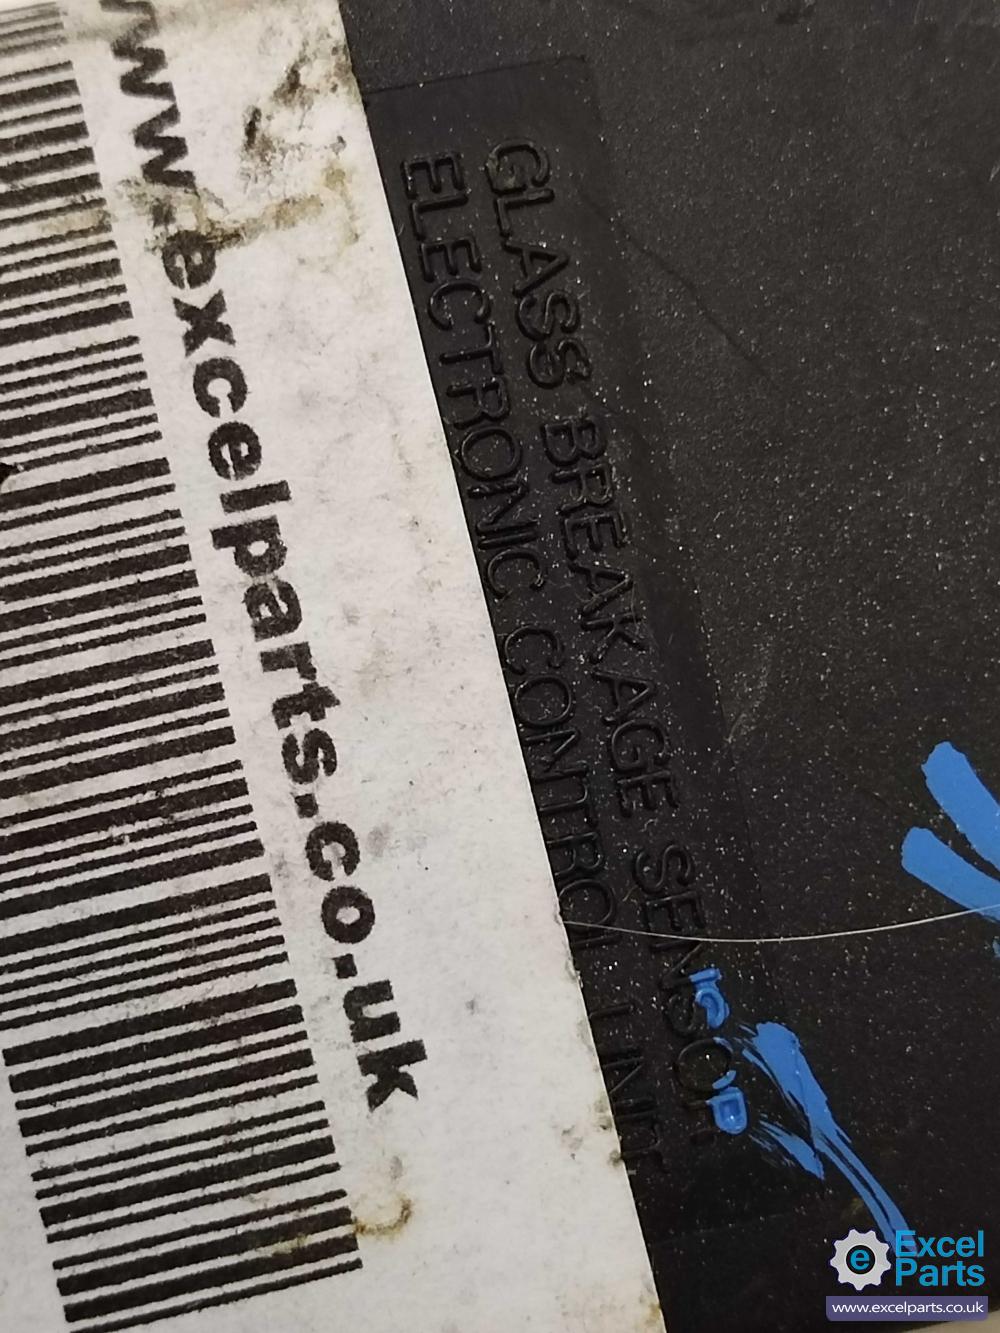 www.excelparts.co.uk
GLASS BREAKAGE SENSOR
ELECTRONIC CONTROL UNIT
e
Excel
Parts
www.excelparts.co.uk